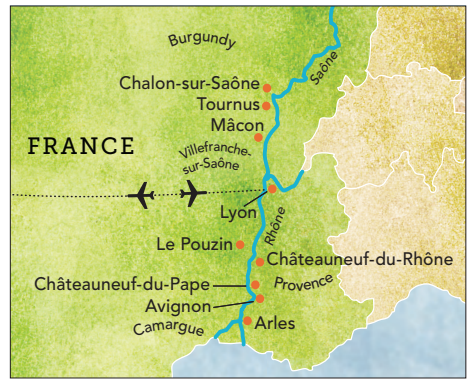 Burgundy
Saône
Chalon-sur-Saône
Tournus
Mâcon
FRANCE
Villefranche-
sur-Saône
Lyon
Rhône
Le Pouzin
Châteauneuf-du-Rhône
Châteauneuf-du-Pape
Provence
Avignon
Camargue
Arles